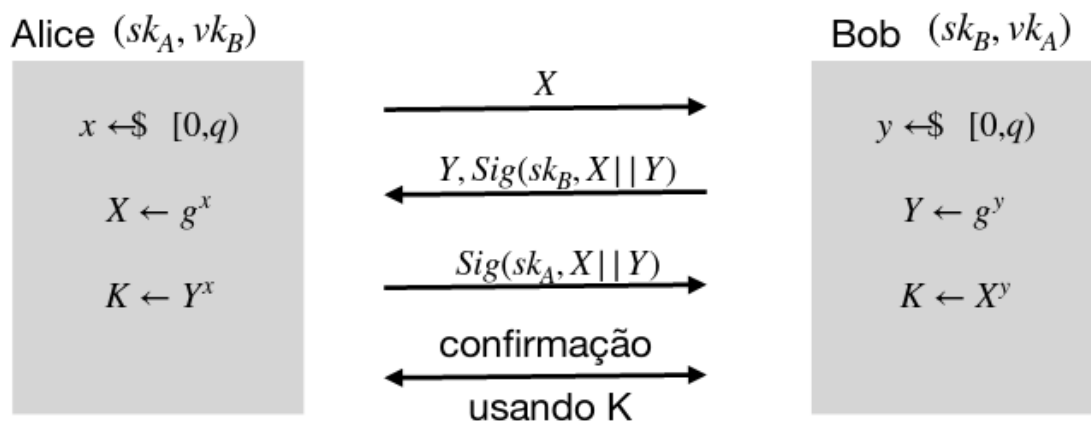 Alice (sk_A, vk_B)
x ←$ [0,q)
X ← g^x
K ← Y^x
X
Y, Sig(sk_B, X||Y)
Sig(sk_A, X||Y)
confirmação
usando K
Bob (sk_B, vk_A)
y ←$ [0,q)
Y ← g^y
K ← X^y